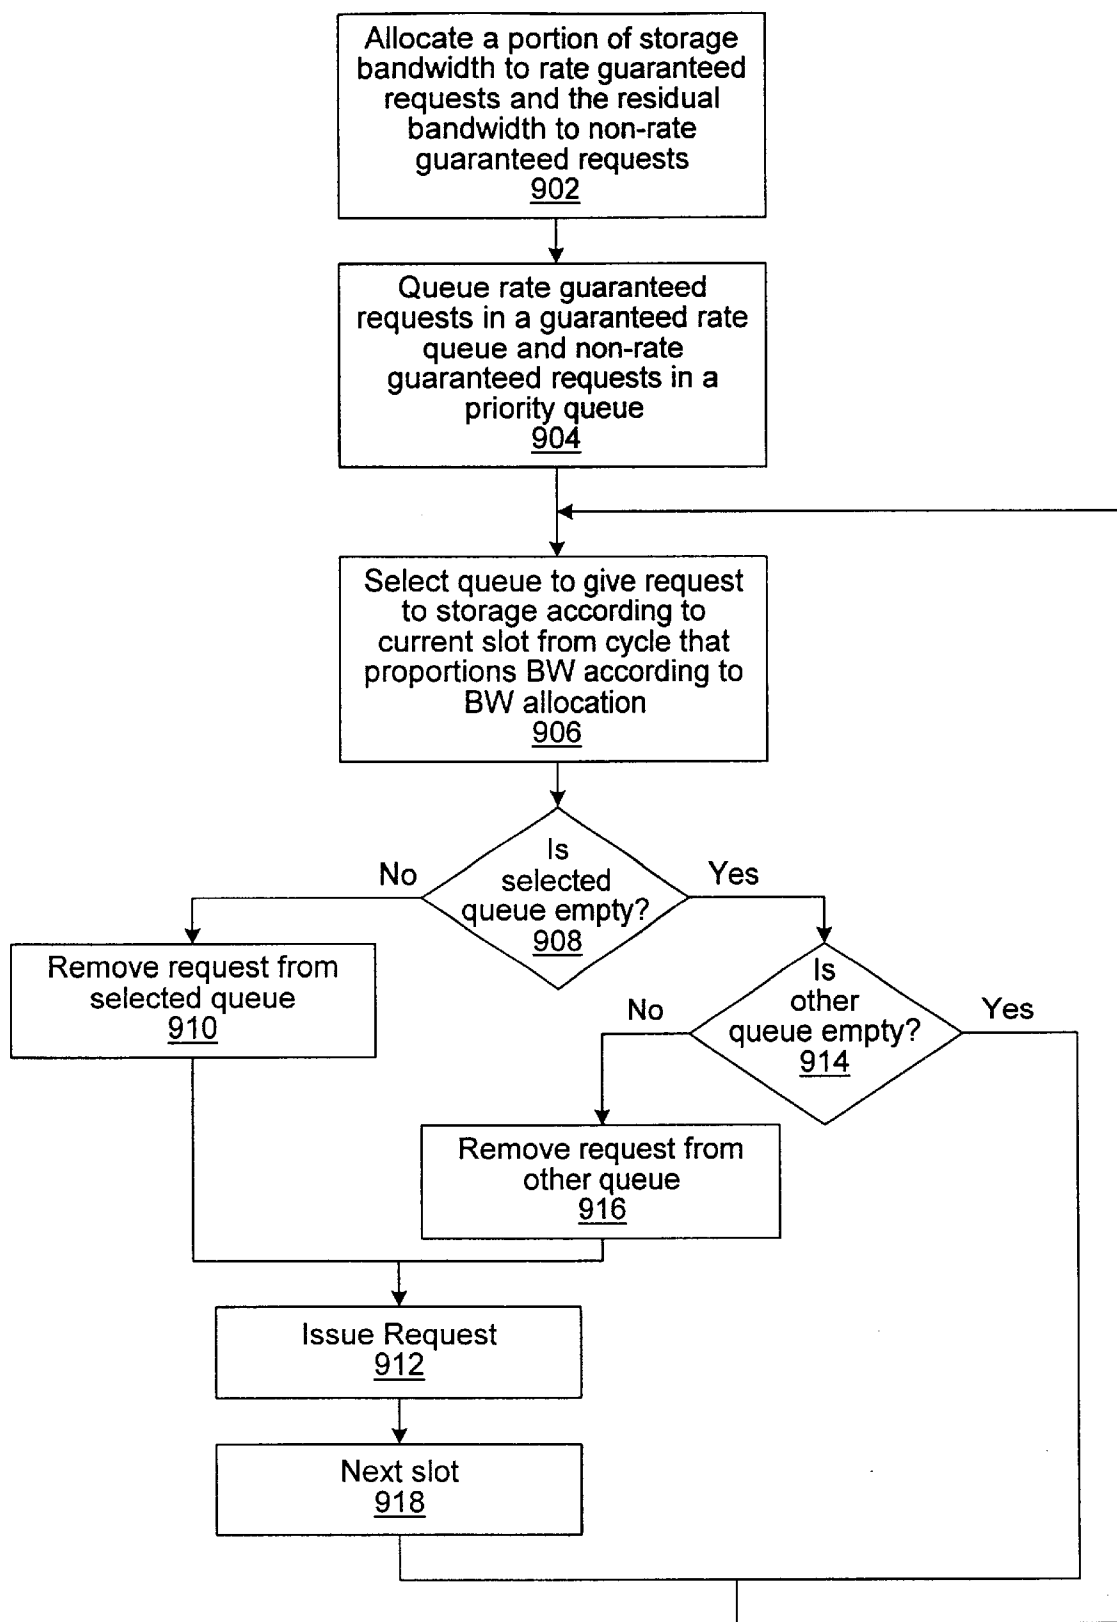 Allocate a portion of storage
bandwidth to rate guaranteed
requests and the residual
bandwidth to non-rate
guaranteed requests
902
Queue rate guaranteed
requests in a guaranteed rate
queue and non-rate
guaranteed requests in a
priority queue
904
Select queue to give request
to storage according to
current slot from cycle that
proportions BW according to
BW allocation
906
No
Is
selected
queue empty?
908
Yes
Remove request from
selected queue
910
No
Is
other
queue empty?
914
Yes
Remove request from
other queue
916
Issue Request
912
Next slot
918